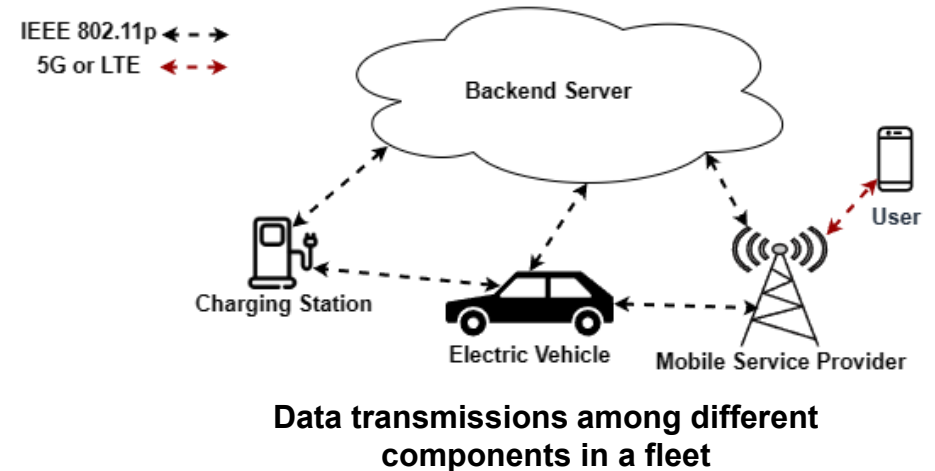 IEEE 802.11p
5G or LTE
Backend Server
User
Charging Station
Electric Vehicle
Mobile Service Provider
Data transmissions among different
components in a fleet